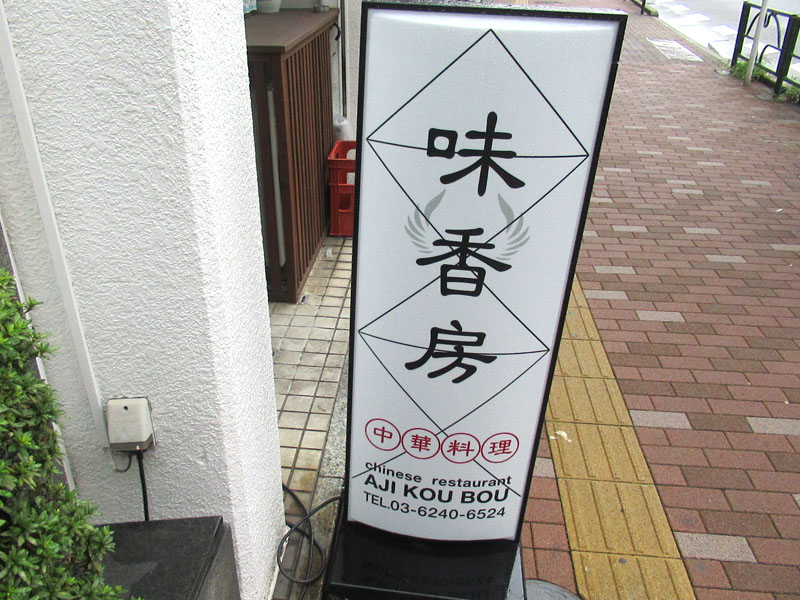 味香房
中華料理
chinese restaurant
AJI KOU BOU
TEL.03-6240-6524